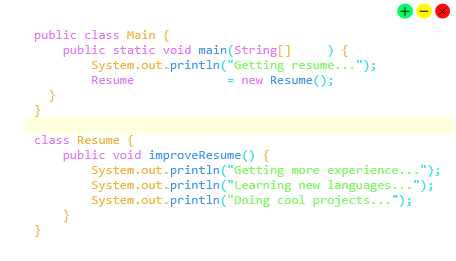 public class Main {
public static void main(String[] ) {
System.out.println("Getting resume...");
Resume = new Resume();
}
}
class Resume {
public void improveResume() {
System.out.println("Getting more experience...");
System.out.println("Learning new languages...");
System.out.println("Doing cool projects...");
}
}